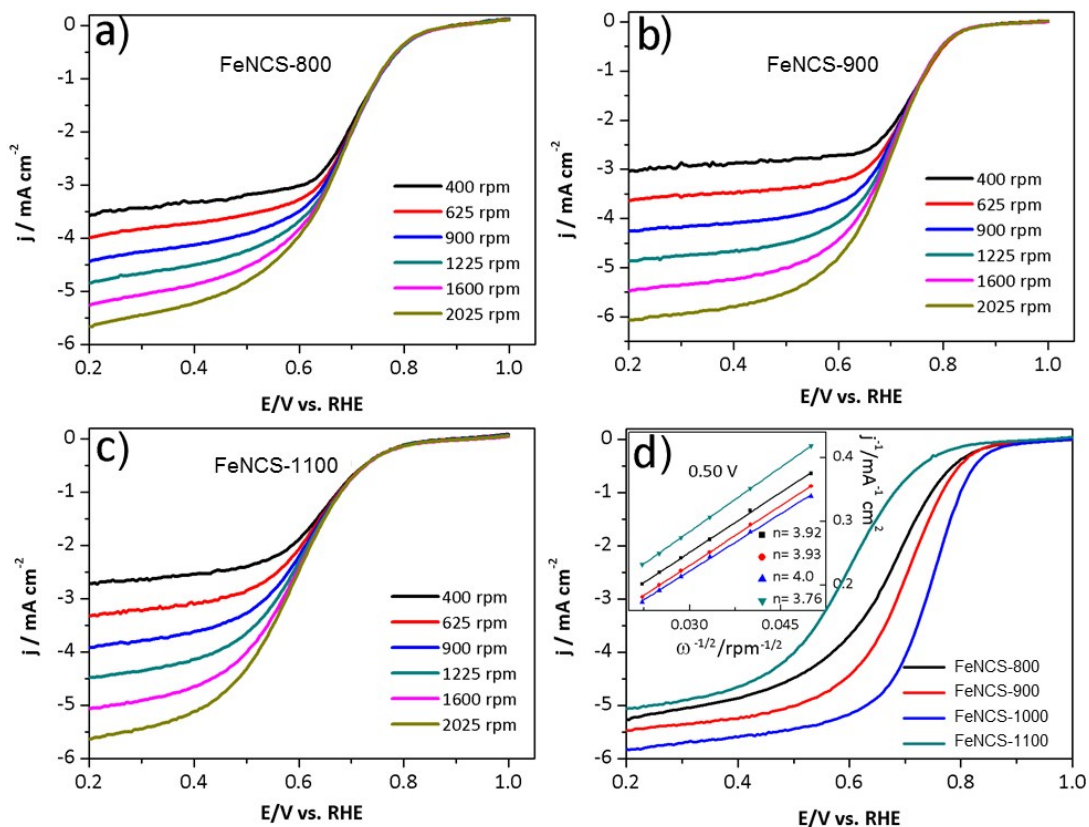 a)
FeNCS-800
0
-1
-2
-3
-4
-5
-6
j / mA cm-2
400 rpm
625 rpm
900 rpm
1225 rpm
1600 rpm
2025 rpm
0.2 0.4 0.6 0.8 1.0
E/V vs. RHE
b)
FeNCS-900
0
-1
-2
-3
-4
-5
-6
j / mA cm-2
400 rpm
625 rpm
900 rpm
1225 rpm
1600 rpm
2025 rpm
0.2 0.4 0.6 0.8 1.0
E/V vs. RHE
c)
FeNCS-1100
0
-1
-2
-3
-4
-5
-6
j / mA cm-2
400 rpm
625 rpm
900 rpm
1225 rpm
1600 rpm
2025 rpm
0.2 0.4 0.6 0.8 1.0
E/V vs. RHE
d)
0
-1
-2
-3
-4
-5
-6
j / mA cm-2
0.50 V
j-1/mA-1 cm2
0.4
0.3
0.2
n= 3.92
n= 3.93
n= 4.0
n= 3.76
0.030 0.045
ω -1/2/rpm-1/2
FeNCS-800
FeNCS-900
FeNCS-1000
FeNCS-1100
0.2 0.4 0.6 0.8 1.0
E/V vs. RHE